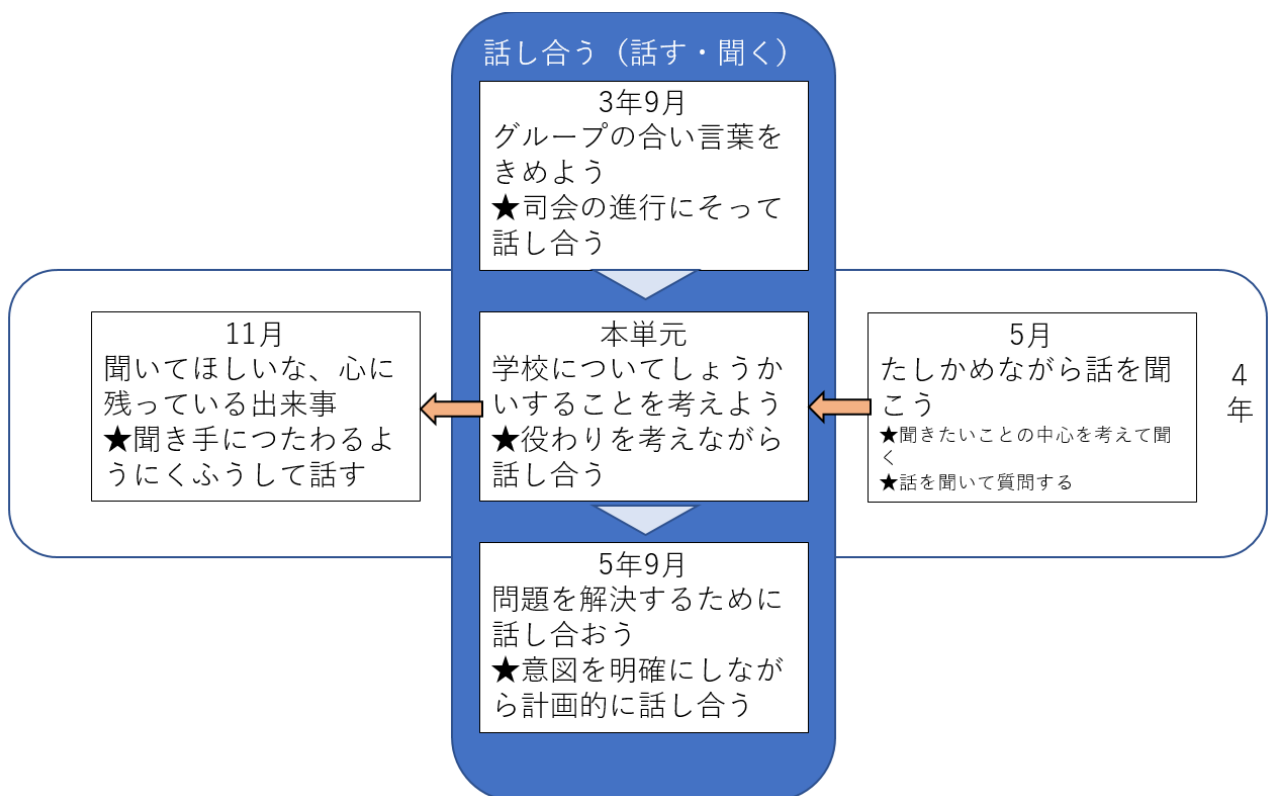 話し合う（話す・聞く）
3年9月
グループの合い言葉を
きめよう
★司会の進行にそって
話し合う
11月
聞いてほしいな、心に
残っている出来事
★聞き手につたわるよ
うにくふうして話す
本単元
学校についてしょうか
いすることを考えよう
★役わりを考えながら
話し合う
5月
たしかめながら話を聞
こう
★聞きたいことの中心を考えて聞
く
★話を聞いて質問する
4
年
5年9月
問題を解決するために
話し合おう
★意図を明確にしなが
ら計画的に話し合う